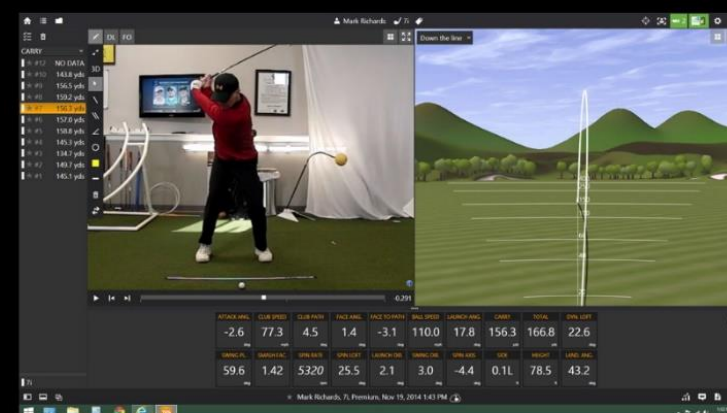 Mark Richards 7i
2
DL FO
Down the line
CARRY
#12 NO DATA
#10 143.8 yds
#9 156.5 yds
#8 159.2 yds
#7 156.3 yds
#6 157.0 yds
#5 158.8 yds
#4 145.3 yds
#3 134.7 yds
#2 149.7 yds
#1 145.1 yds
3D
-0.291
ATTACK ANG. CLUB SPEED CLUB PATH FACE ANG. FACE TO PATH BALL SPEED LAUNCH ANG. CARRY TOTAL DYN. LOFT
-2.6 77.3 4.5 1.4 -3.1 110.0 17.8 156.3 166.8 22.6
SWING PL. SMASH FAC. SPIN RATE SPIN LOFT LAUNCH DIR. SWING DIR. SPIN AXIS SIDE HEIGHT LAND. ANG.
59.6 1.42 5320 25.5 2.1 3.0 -4.4 0.1L 78.5 43.2
7i
Mark Richards, 7i, Premium, Nov 19, 2014 1:43 PM